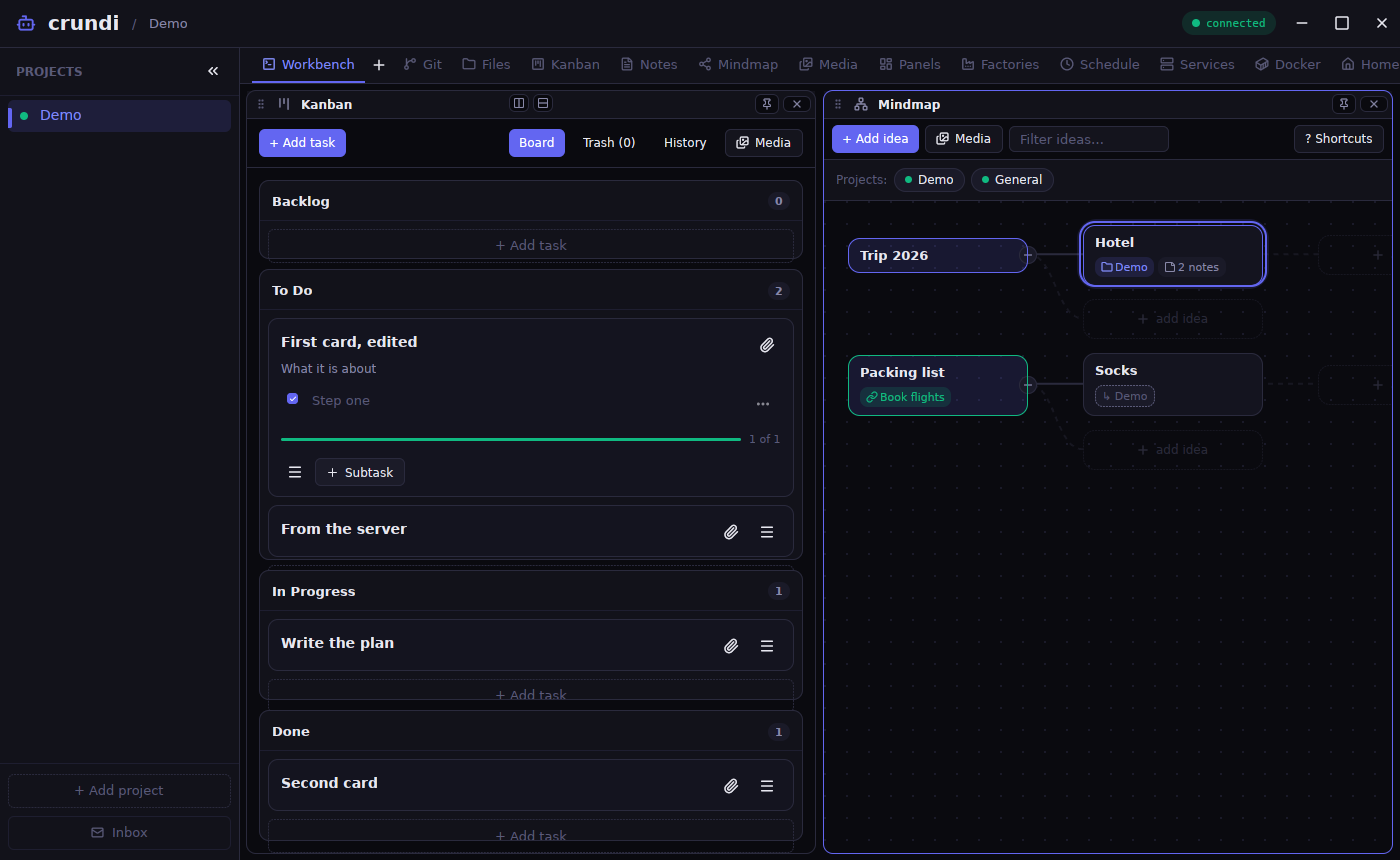 crundi / Demo
connected
PROJECTS
Demo
+ Add project
Inbox
Workbench + Git Files Kanban Notes Mindmap Media Panels Factories Schedule Services Docker Home
Kanban
+ Add task Board Trash (0) History Media
Backlog 0
+ Add task
To Do 2
First card, edited
What it is about
Step one
1 of 1
+ Subtask
From the server
In Progress 1
Write the plan
+ Add task
Done 1
Second card
+ Add task
Mindmap
+ Add idea Media Filter ideas... ? Shortcuts
Projects: Demo General
Trip 2026
Hotel
Demo 2 notes
+ add idea
Packing list
Book flights
Socks
↳ Demo
+ add idea